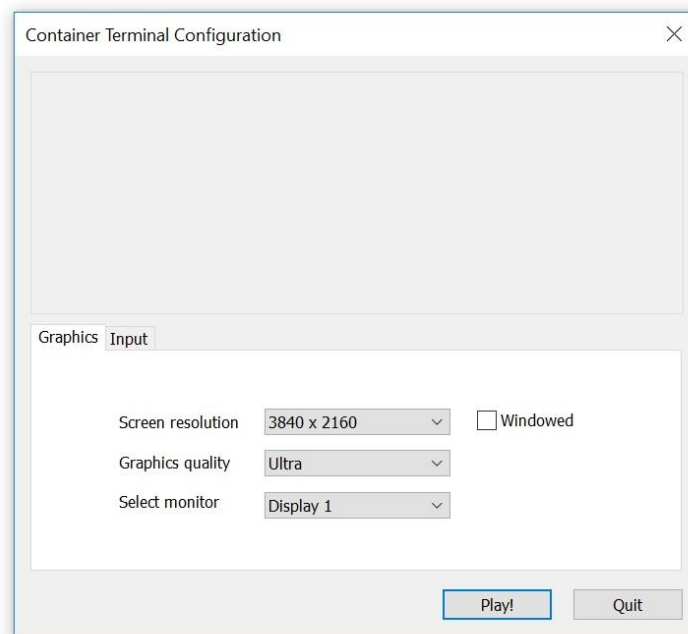 Container Terminal Configuration
Graphics Input
Screen resolution 3840 x 2160 Windowed
Graphics quality Ultra
Select monitor Display 1
Play! Quit